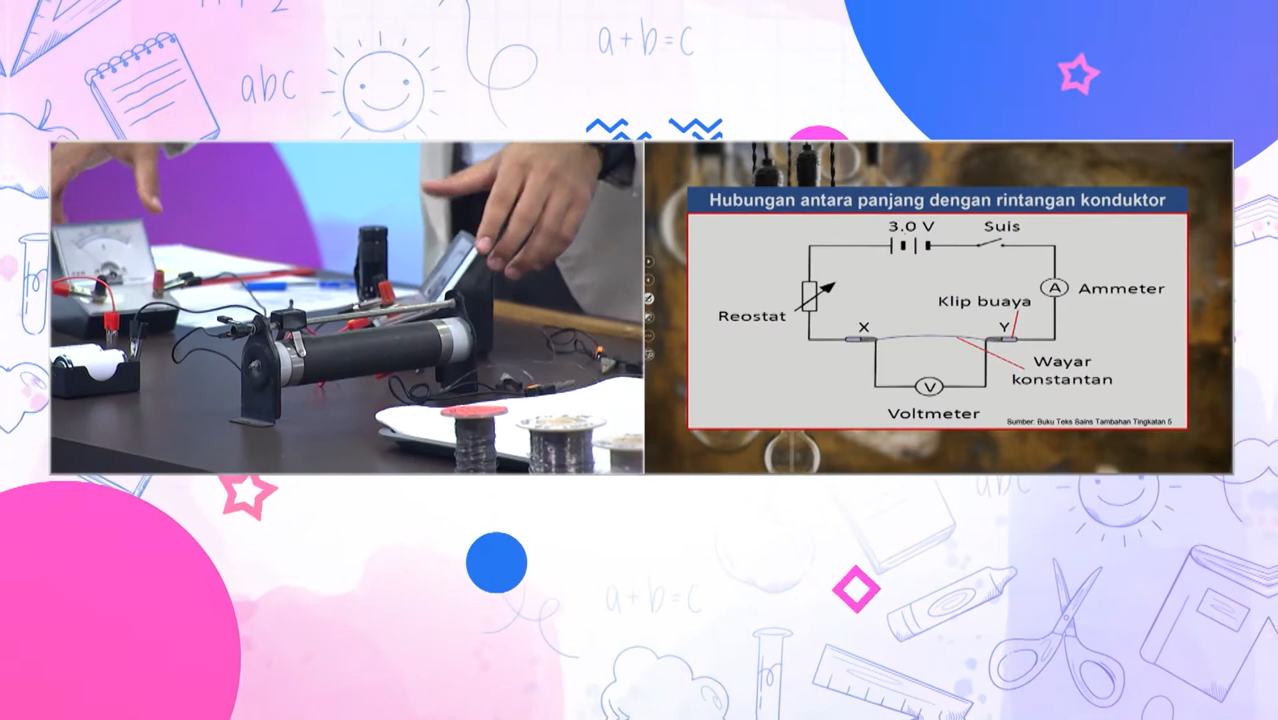 a+b=c
abc
Hubungan antara panjang dengan rintangan konduktor
3.0 V
Suis
A
Ammeter
Klip buaya
Reostat
X
Y
Wayar
konstantan
V
Voltmeter
Sumber: Buku Teks Sains Tambahan Tingkatan 5
abc
a+b=c